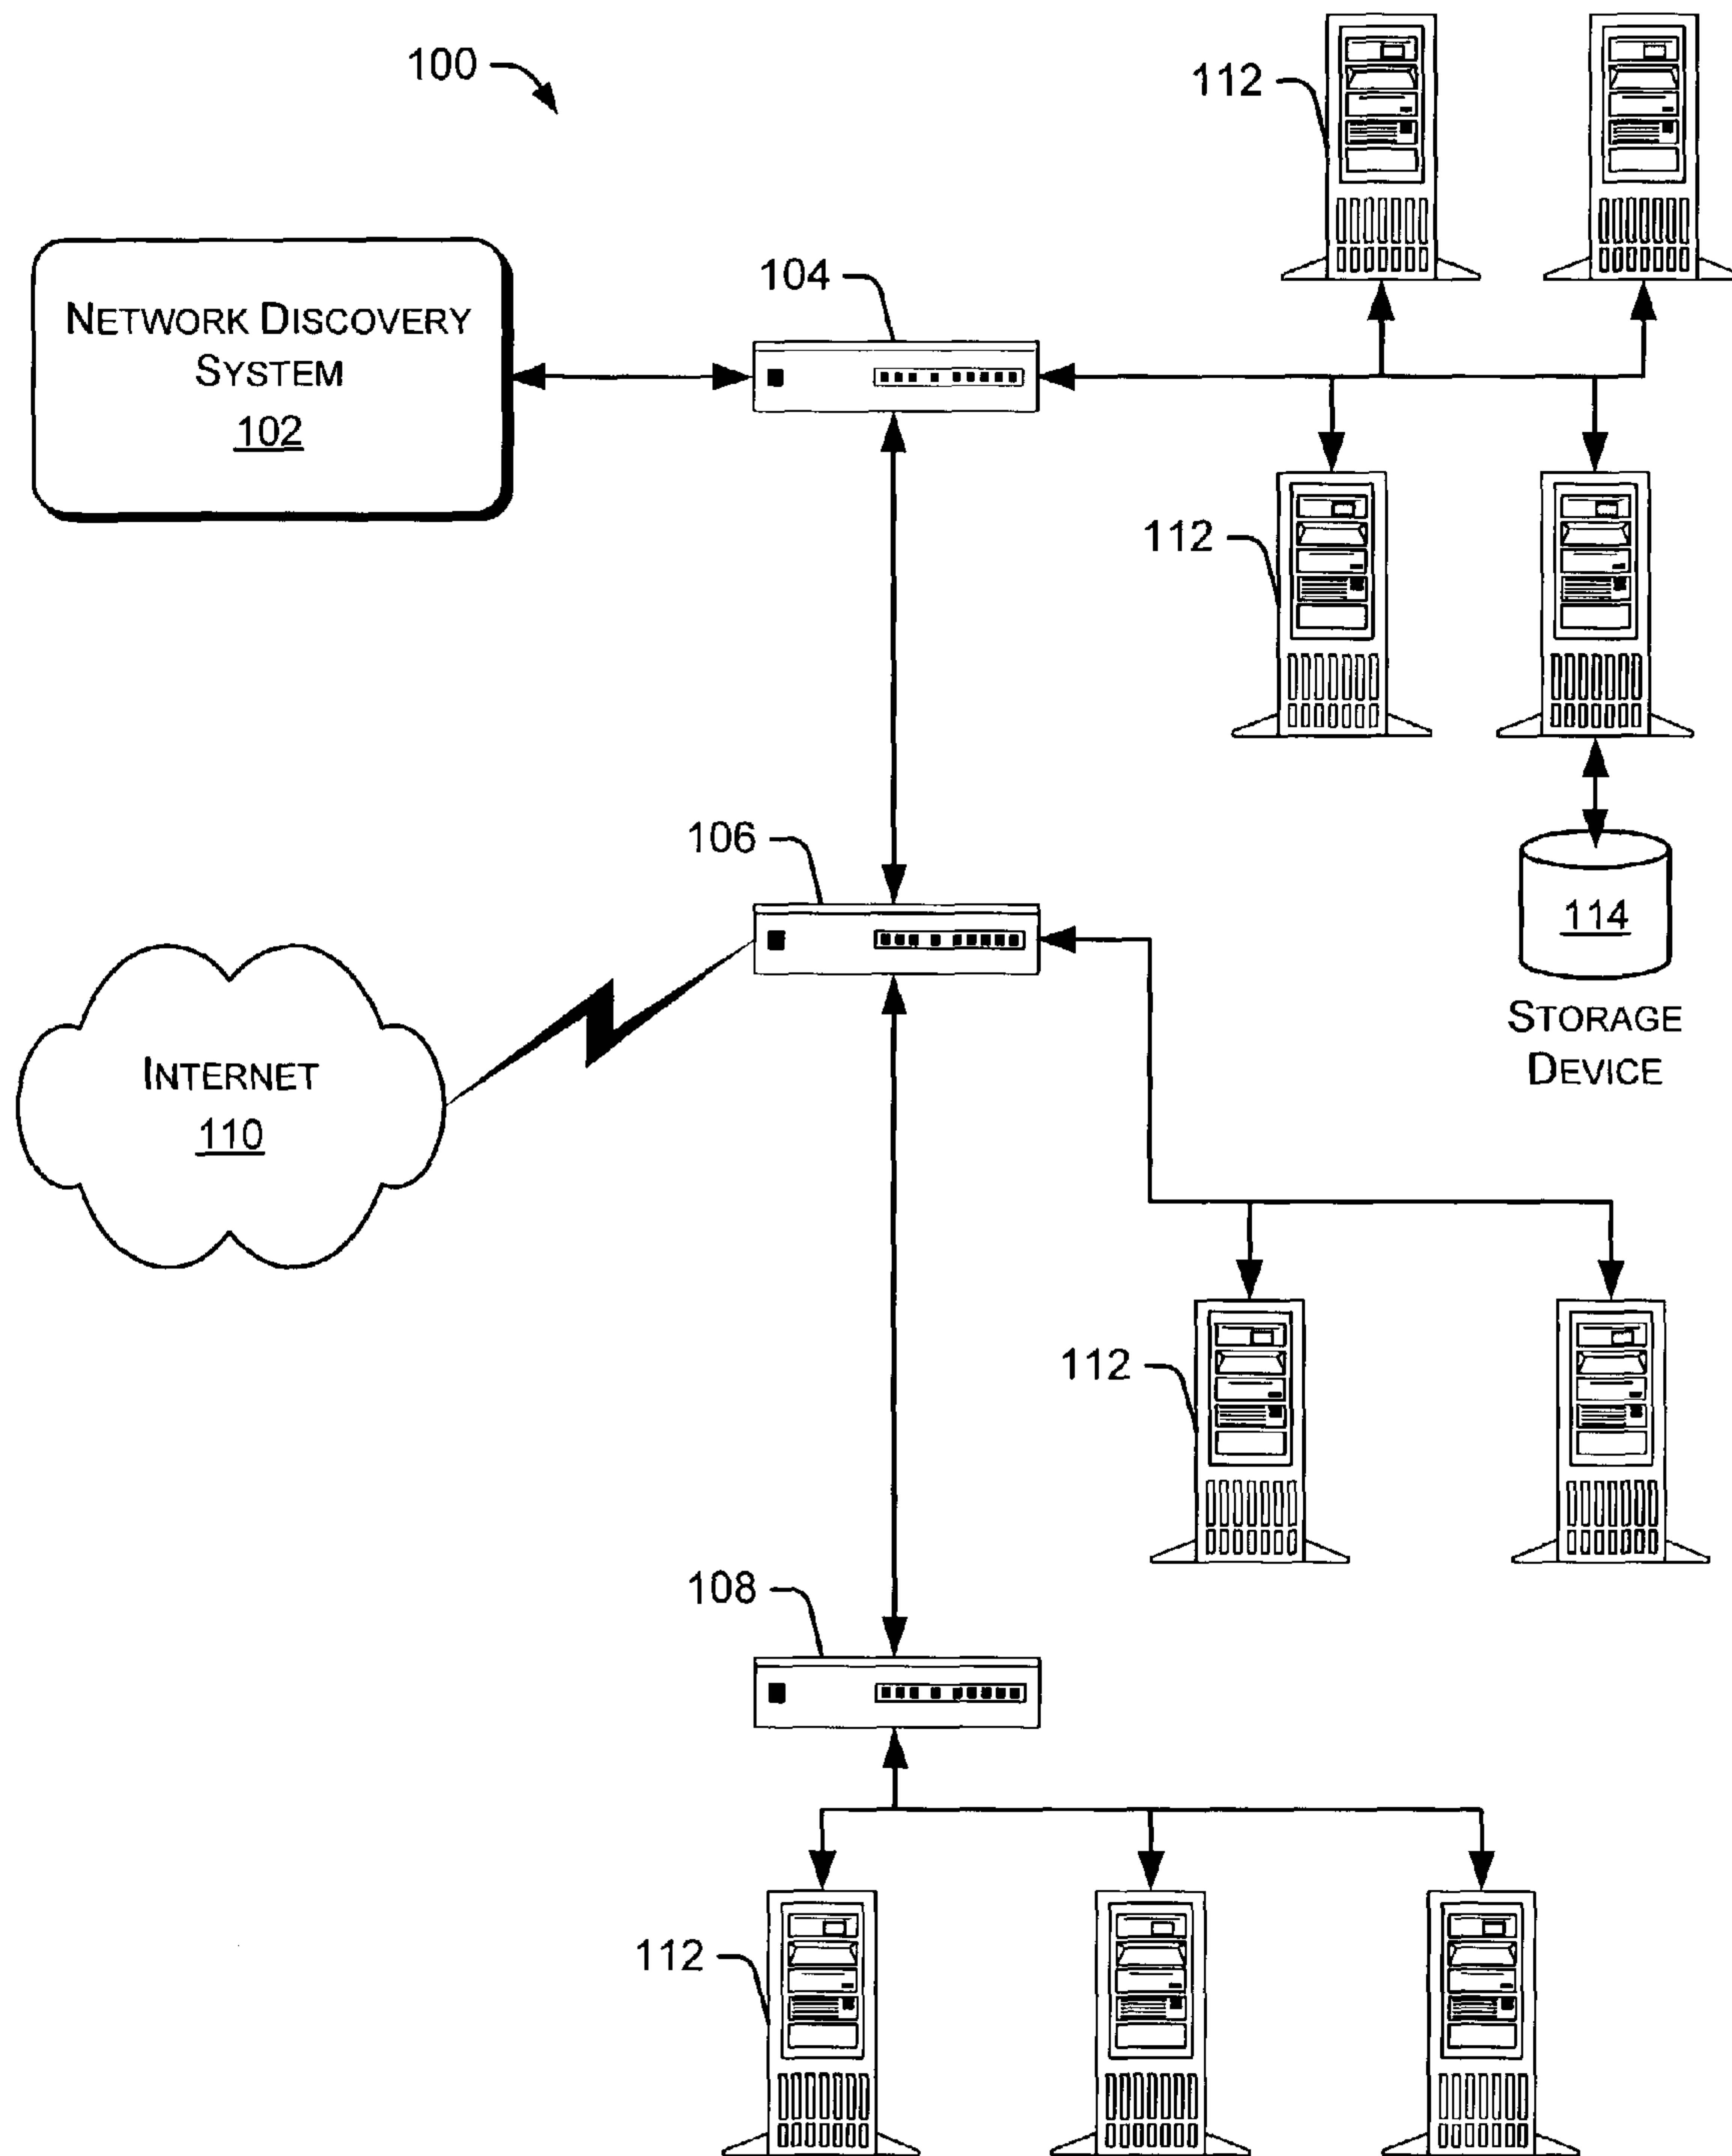 100
112
104
NETWORK DISCOVERY
SYSTEM
102
112
106
114
STORAGE
DEVICE
INTERNET
110
112
108
112